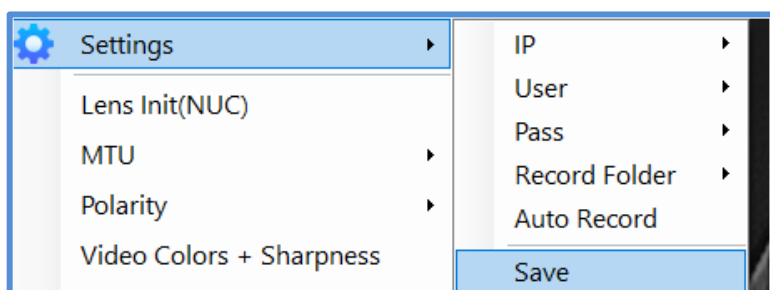 Settings
Lens Init(NUC)
MTU
Polarity
Video Colors + Sharpness
IP
User
Pass
Record Folder
Auto Record
Save